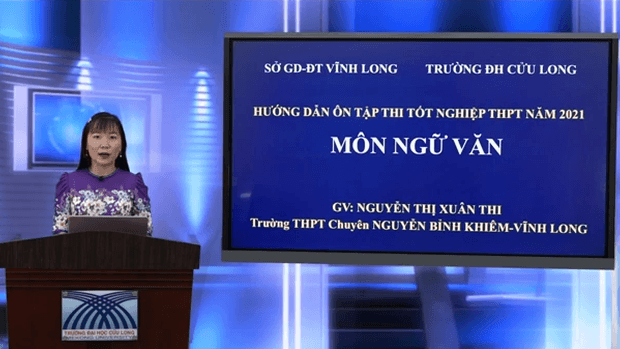 SỞ GD-ĐT VĨNH LONG TRƯỜNG ĐH CỬU LONG
HƯỚNG DẪN ÔN TẬP THI TỐT NGHIỆP THPT NĂM 2021
MÔN NGỮ VĂN
GV: NGUYỄN THỊ XUÂN THI
Trường THPT Chuyên NGUYỄN BỈNH KHIÊM-VĨNH LONG
TRƯỜNG ĐẠI HỌC CỬU LONG